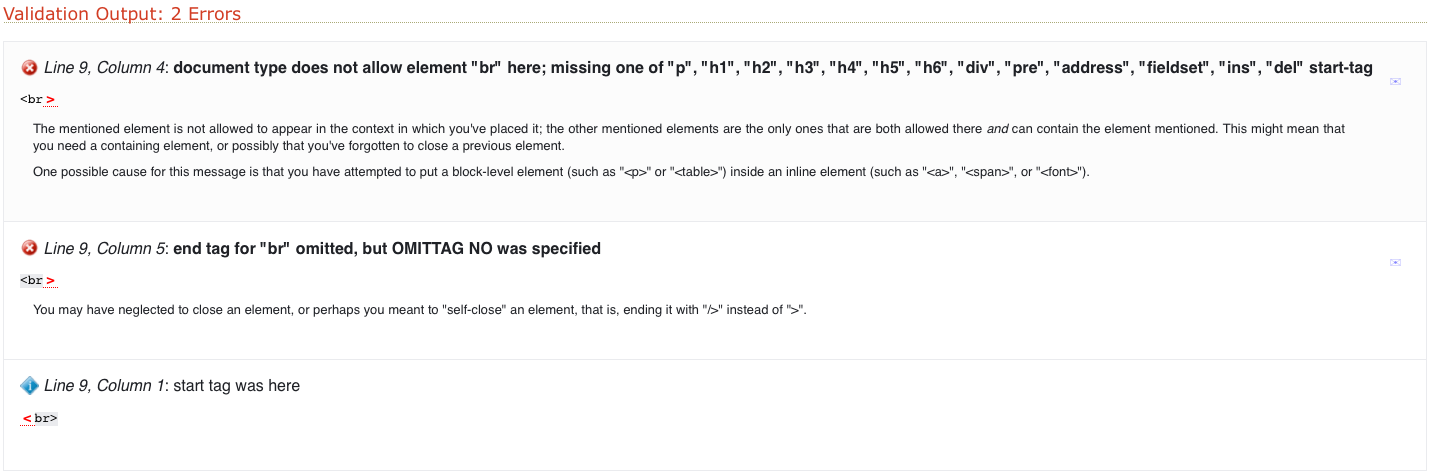 Validation Output: 2 Errors
Line 9, Column 4: document type does not allow element "br" here; missing one of "p", "h1", "h2", "h3", "h4", "h5", "h6", "div", "pre", "address", "fieldset", "ins", "del" start-tag
<br>
The mentioned element is not allowed to appear in the context in which you've placed it; the other mentioned elements are the only ones that are both allowed there and can contain the element mentioned. This might mean that
you need a containing element, or possibly that you've forgotten to close a previous element.
One possible cause for this message is that you have attempted to put a block-level element (such as "<p>" or "<table>") inside an inline element (such as "<a>", "<span>", or "<font>").
Line 9, Column 5: end tag for "br" omitted, but OMITTAG NO was specified
<br>
You may have neglected to close an element, or perhaps you meant to "self-close" an element, that is, ending it with "/>" instead of ">".
Line 9, Column 1: start tag was here
<br>